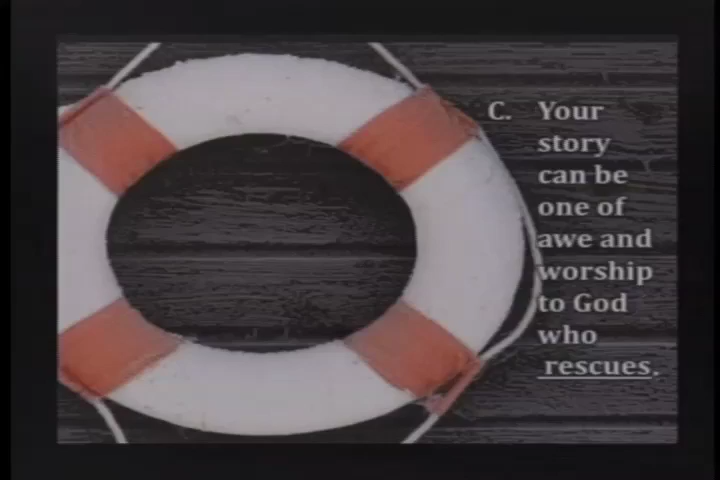 C. Your
story
can be
one of
awe and
worship
to God
who
rescues.